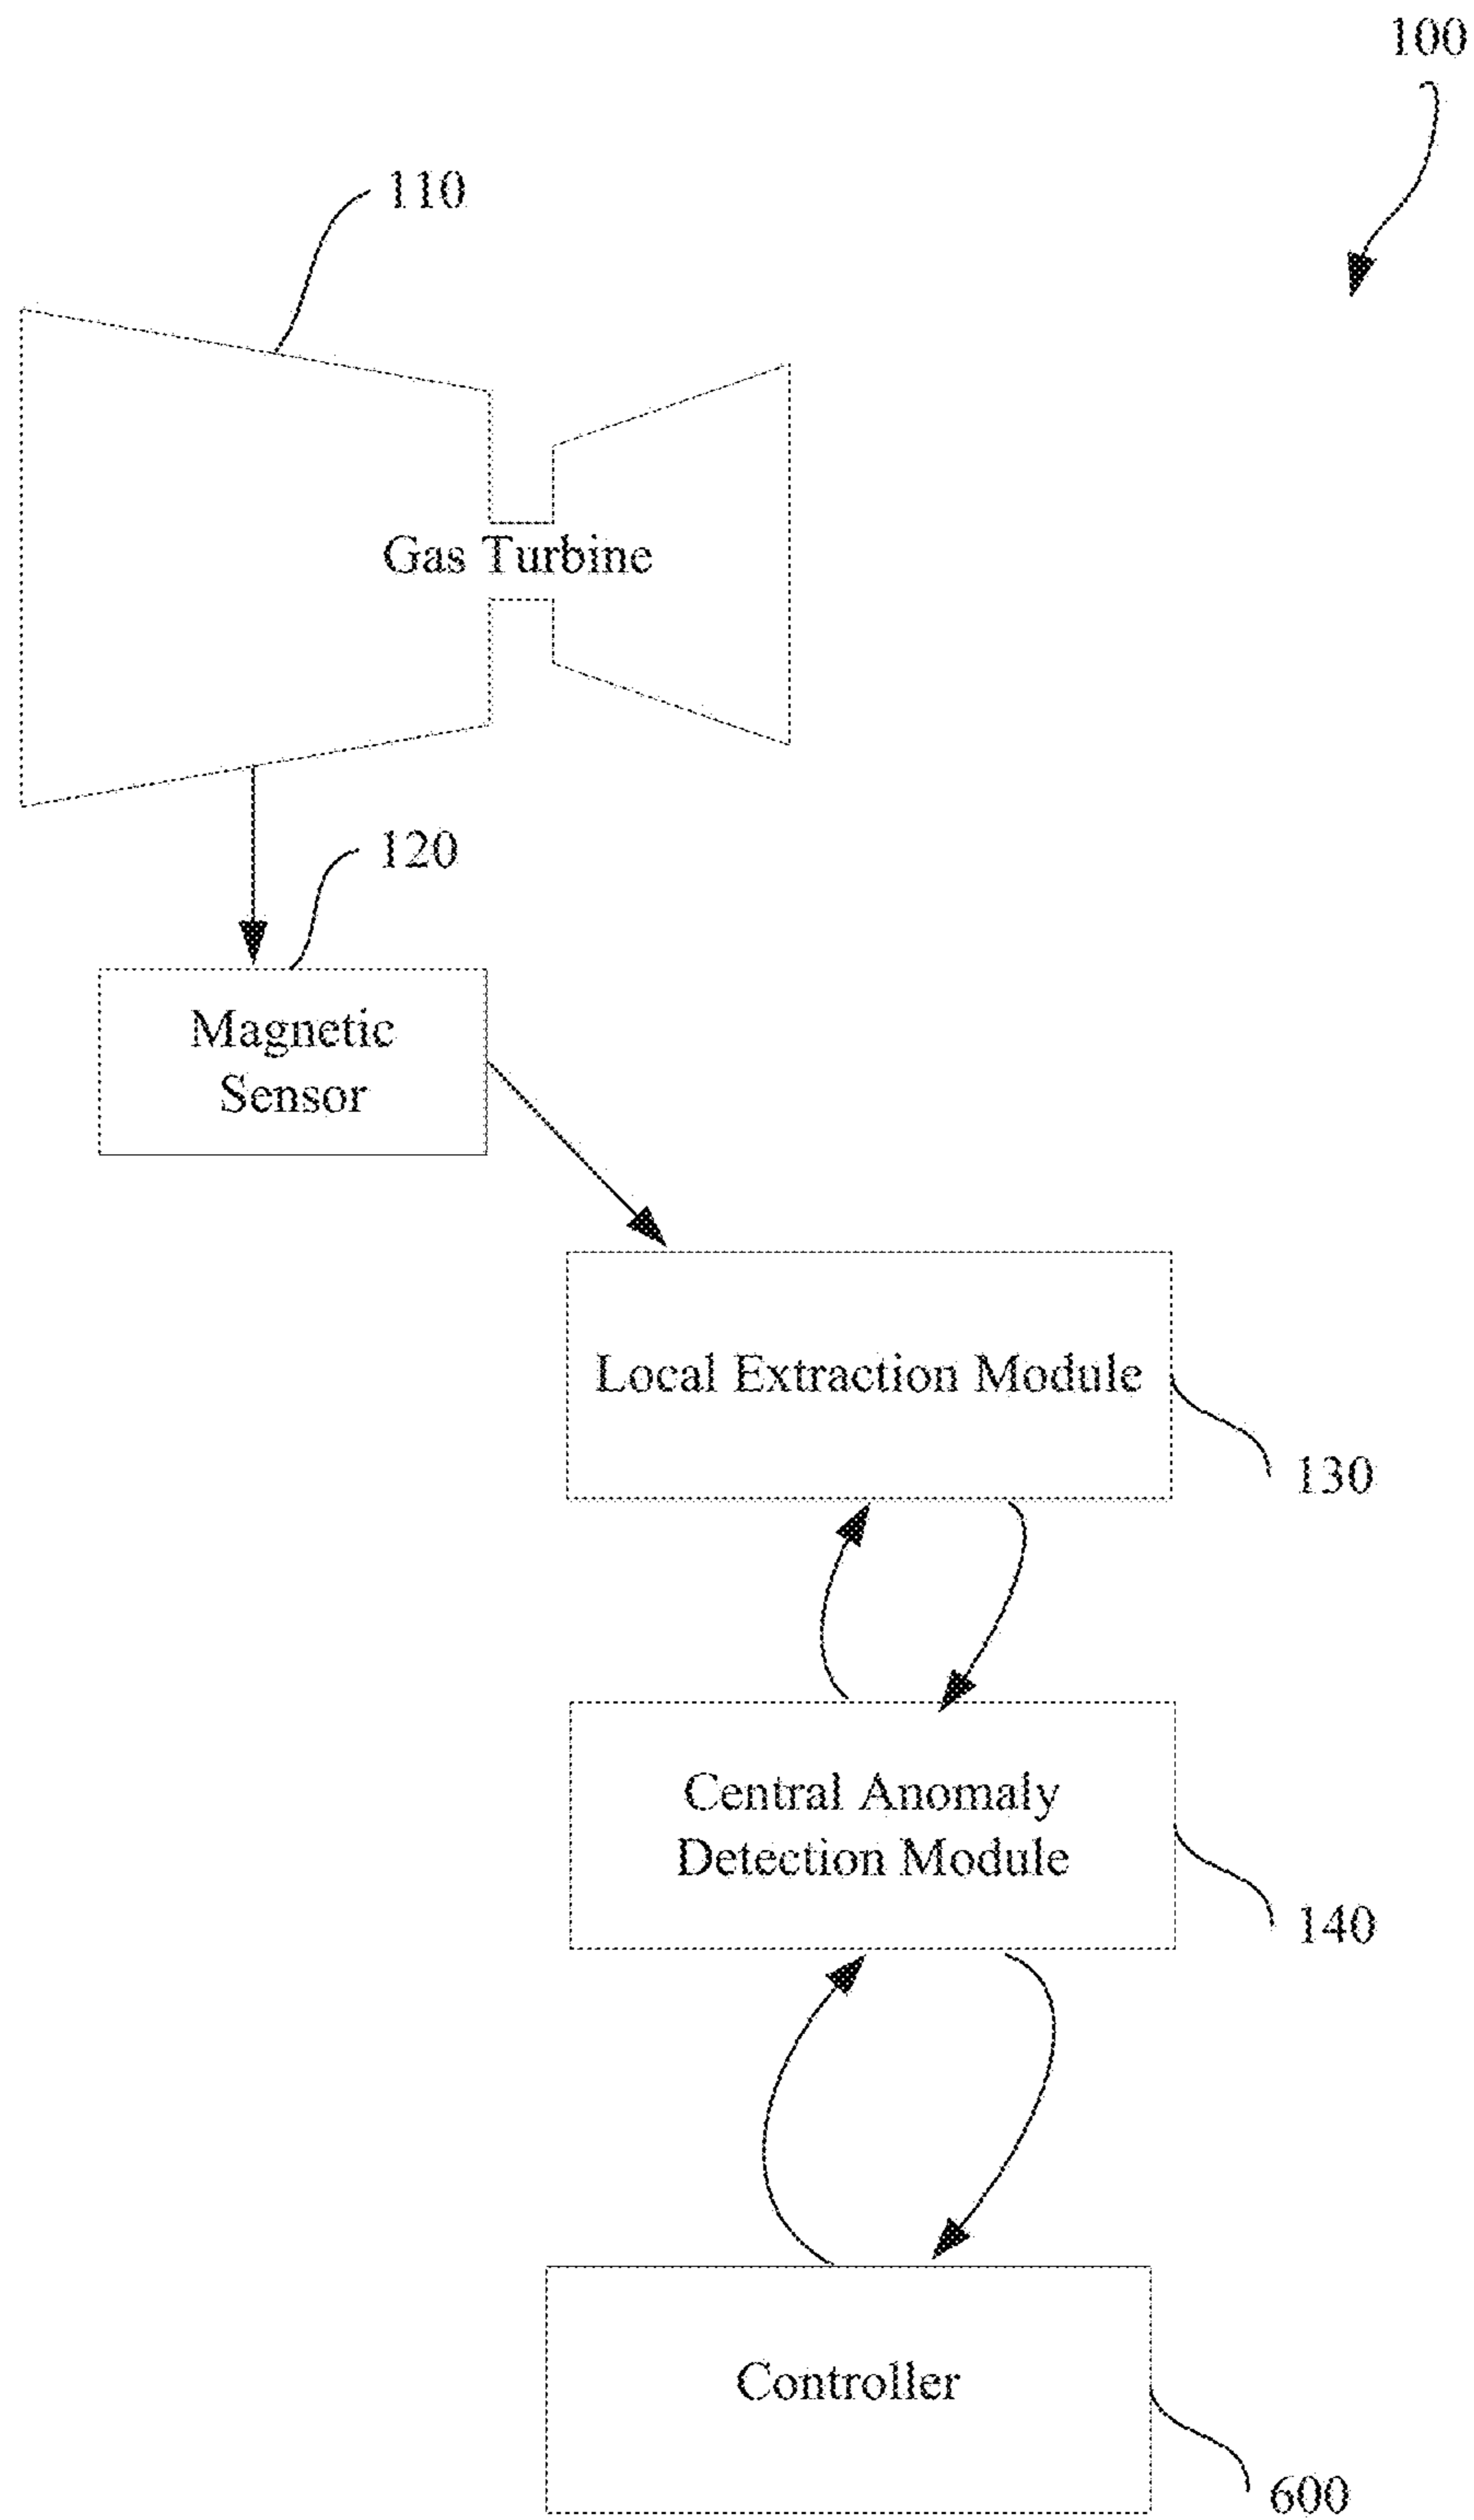 100
110
Gas Turbine
120
Magnetic
Sensor
Local Extraction Module
130
Central Anomaly
Detection Module
140
Controller
600